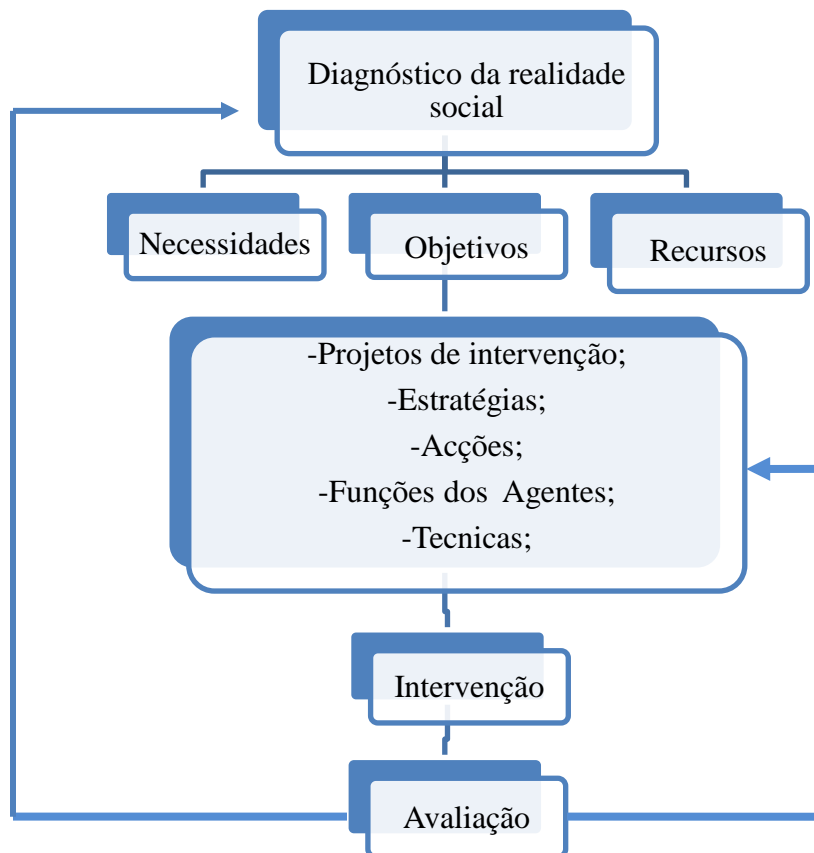 Diagnóstico da realidade
social
Necessidades
Objetivos
Recursos
-Projetos de intervenção;
-Estratégias;
-Acções;
-Funções dos Agentes;
-Tecnicas;
Intervenção
Avaliação